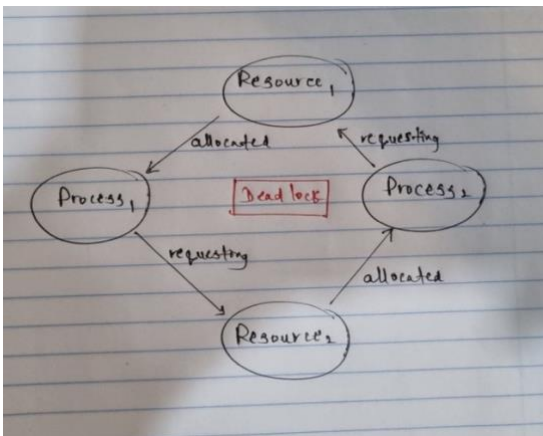 Resource₁
allocated
requesting
Process₁
Deadlock
Process₂
requesting
allocated
Resource₂